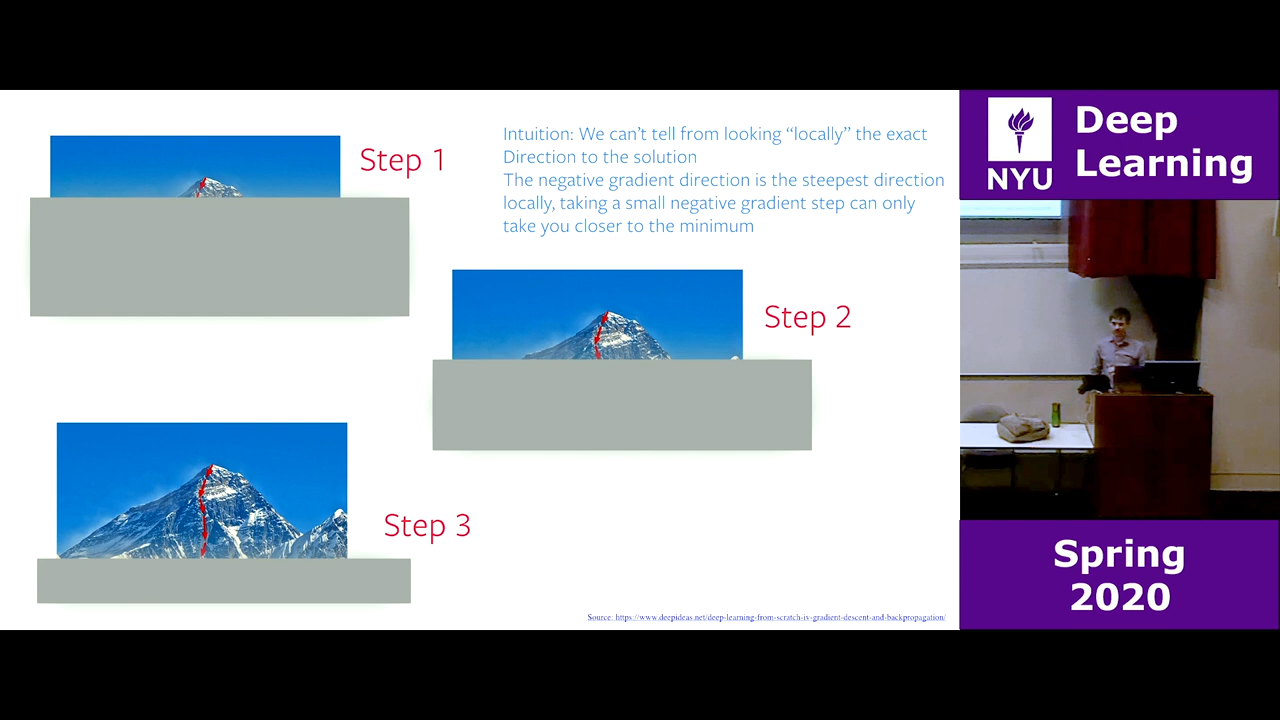 Step 1
Intuition: We can't tell from looking “locally” the exact
Direction to the solution
The negative gradient direction is the steepest direction
locally, taking a small negative gradient step can only
take you closer to the minimum
Step 2
Step 3
Source: https://www.deepideas.net/deep-learning-from-scratch-iv-gradient-descent-and-backpropagation/
NYU
Deep
Learning
Spring
2020